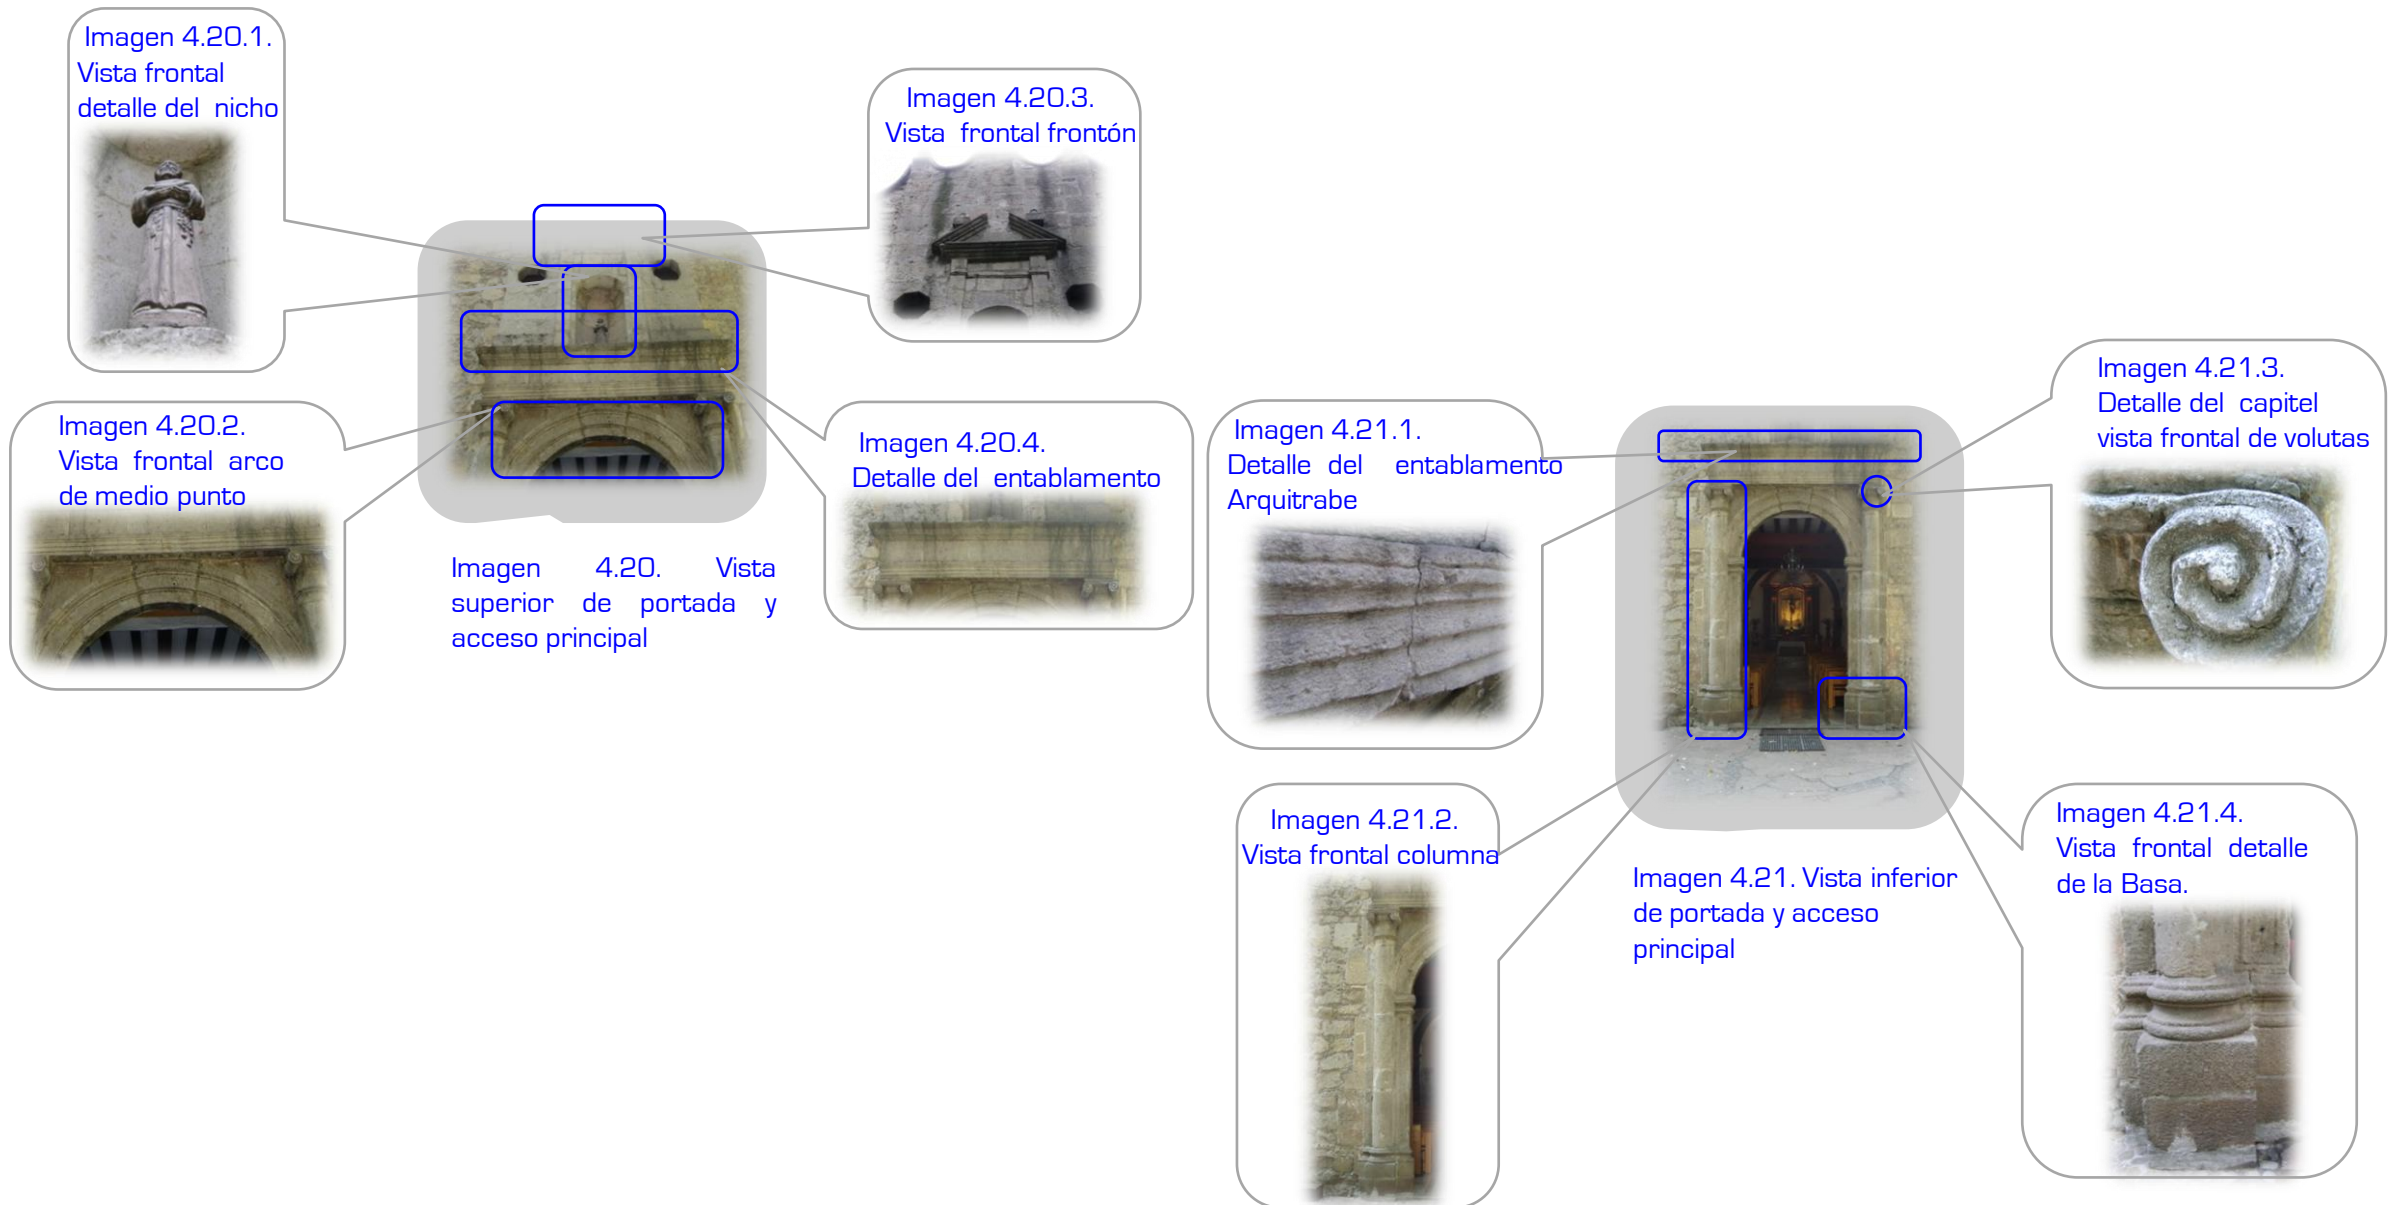 Imagen 4.20.1.
Vista frontal
detalle del nicho
Imagen 4.20.3.
Vista frontal frontón
Imagen 4.20.2.
Vista frontal arco
de medio punto
Imagen 4.20.4.
Detalle del entablamento
Imagen 4.20. Vista
superior de portada y
acceso principal
Imagen 4.21.1.
Detalle del entablamento
Arquitrabe
Imagen 4.21.3.
Detalle del capitel
vista frontal de volutas
Imagen 4.21.2.
Vista frontal columna
Imagen 4.21. Vista inferior
de portada y acceso
principal
Imagen 4.21.4.
Vista frontal detalle
de la Basa.